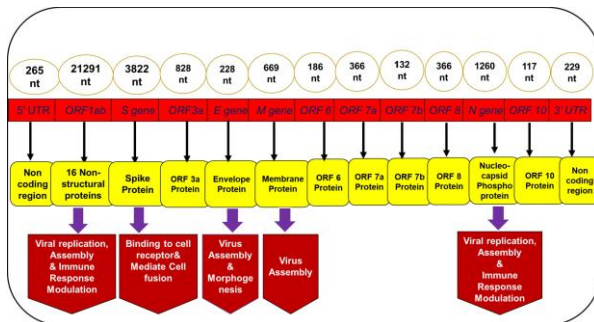 265 nt
21291 nt
3822 nt
828 nt
228 nt
669 nt
186 nt
366 nt
132 nt
366 nt
1260 nt
117 nt
229 nt
5' UTR
ORF1ab
S gene
ORF3a
E gene
M gene
ORF 6
ORF 7a
ORF 7b
ORF 8
N gene
ORF 10
3' UTR
Non
coding
region
16 Non-
structural
proteins
Spike
Protein
ORF 3a
Protein
Envelope
Protein
Membrane
Protein
ORF 6
Protein
ORF 7a
Protein
ORF 7b
Protein
ORF 8
Protein
Nucleo-
capsid
Phospho
protein
ORF 10
Protein
Non
coding
region
Viral replication,
Assembly
& Immune
Response
Modulation
Binding to cell
receptor&
Mediate Cell
fusion
Virus
Assembly
&
Morphoge
nesis
Virus
Assembly
Viral replication,
Assembly &
Immune
Response
Modulation